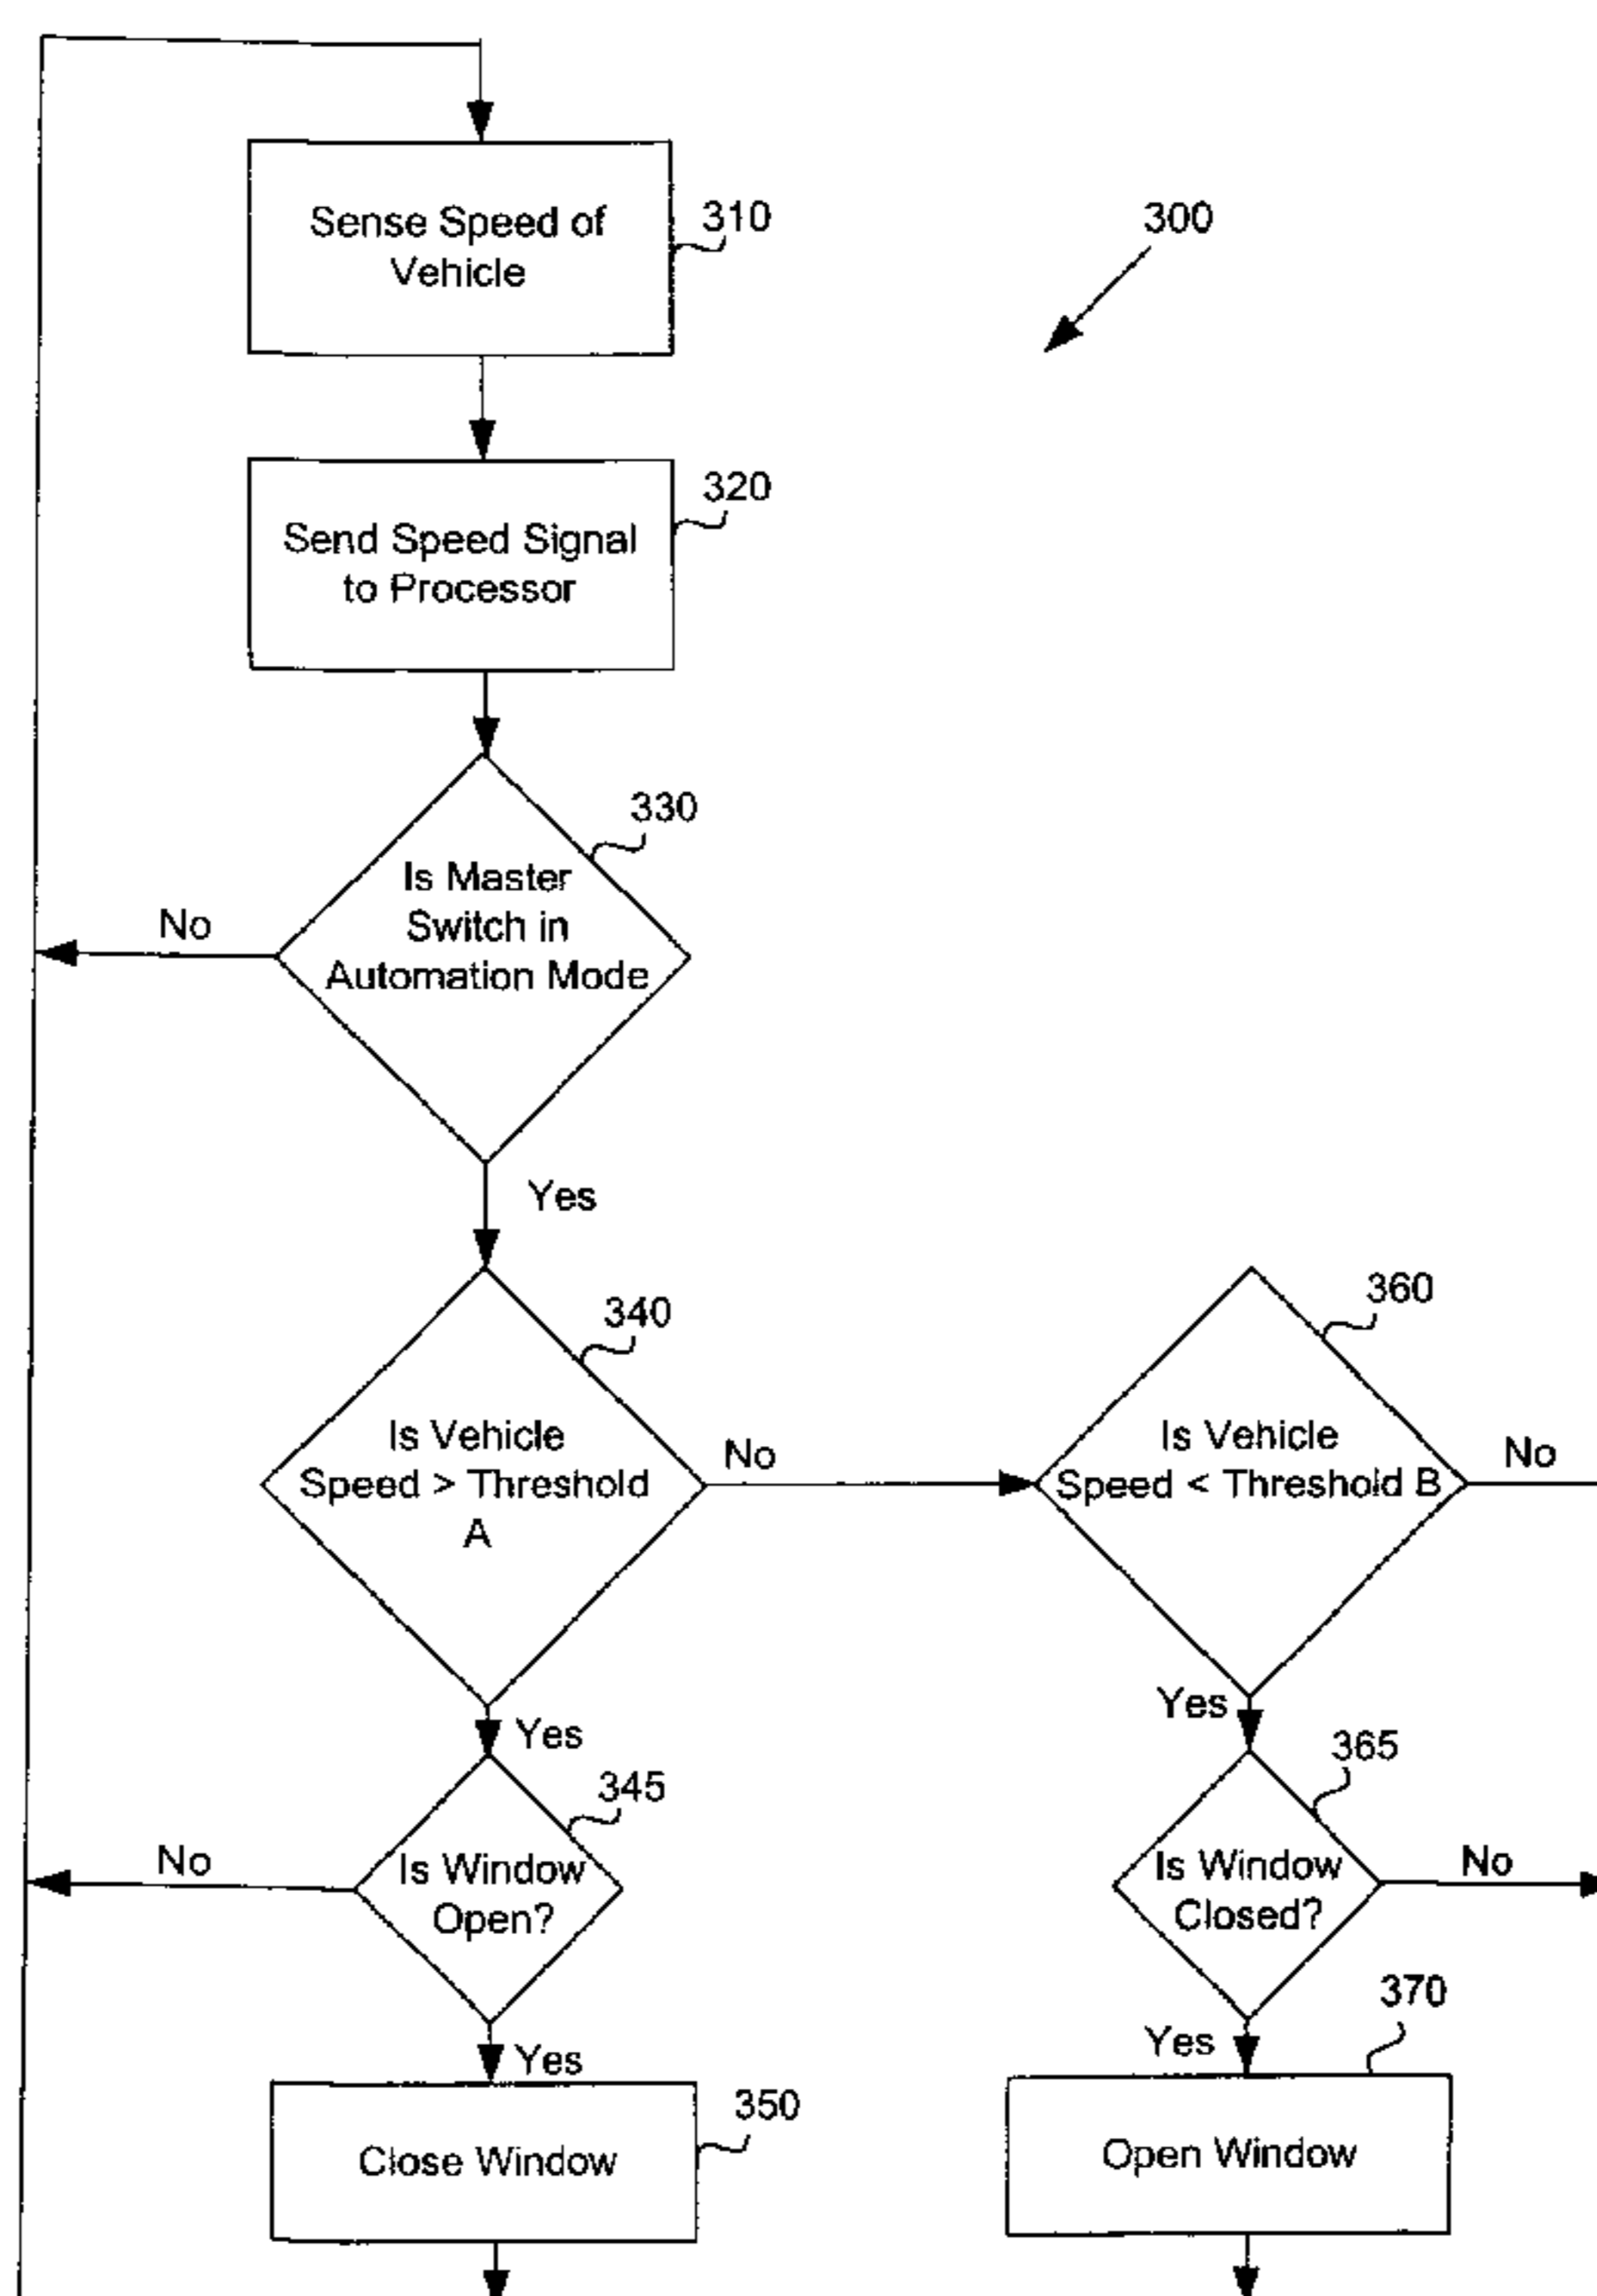 Sense Speed of
Vehicle
310
300
Send Speed Signal
to Processor
320
330
Is Master
Switch in
Automation Mode
No
Yes
340
Is Vehicle
Speed > Threshold
A
No
360
Is Vehicle
Speed < Threshold B
No
Yes
Yes
345
Is Window
Open?
No
365
Is Window
Closed?
No
Yes
Yes
350
Close Window
370
Open Window